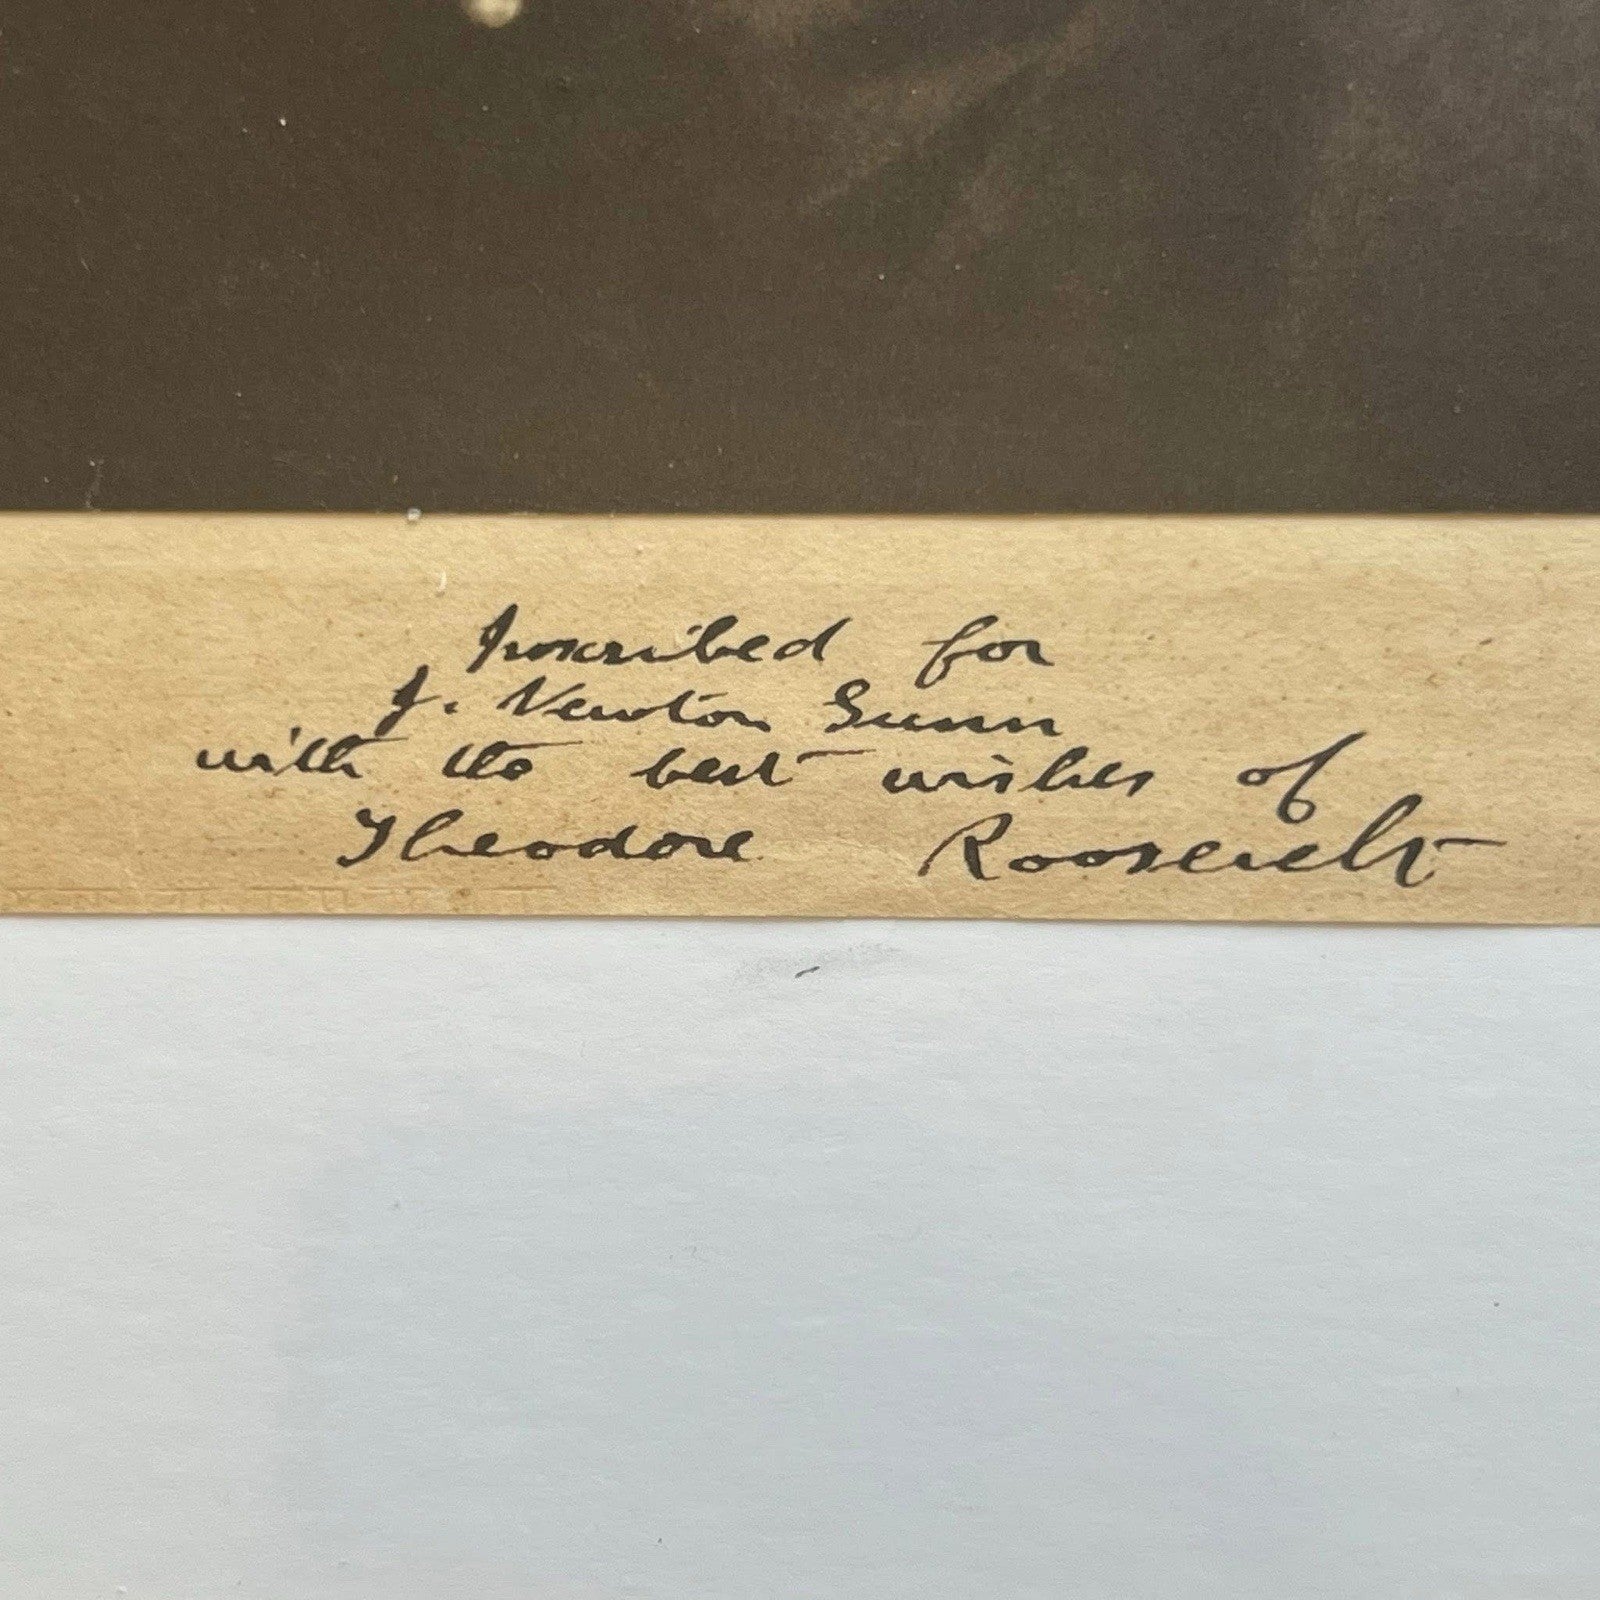 Inscribed for
J. Newton Gunn
with the best wishes of
Theodore Roosevelt